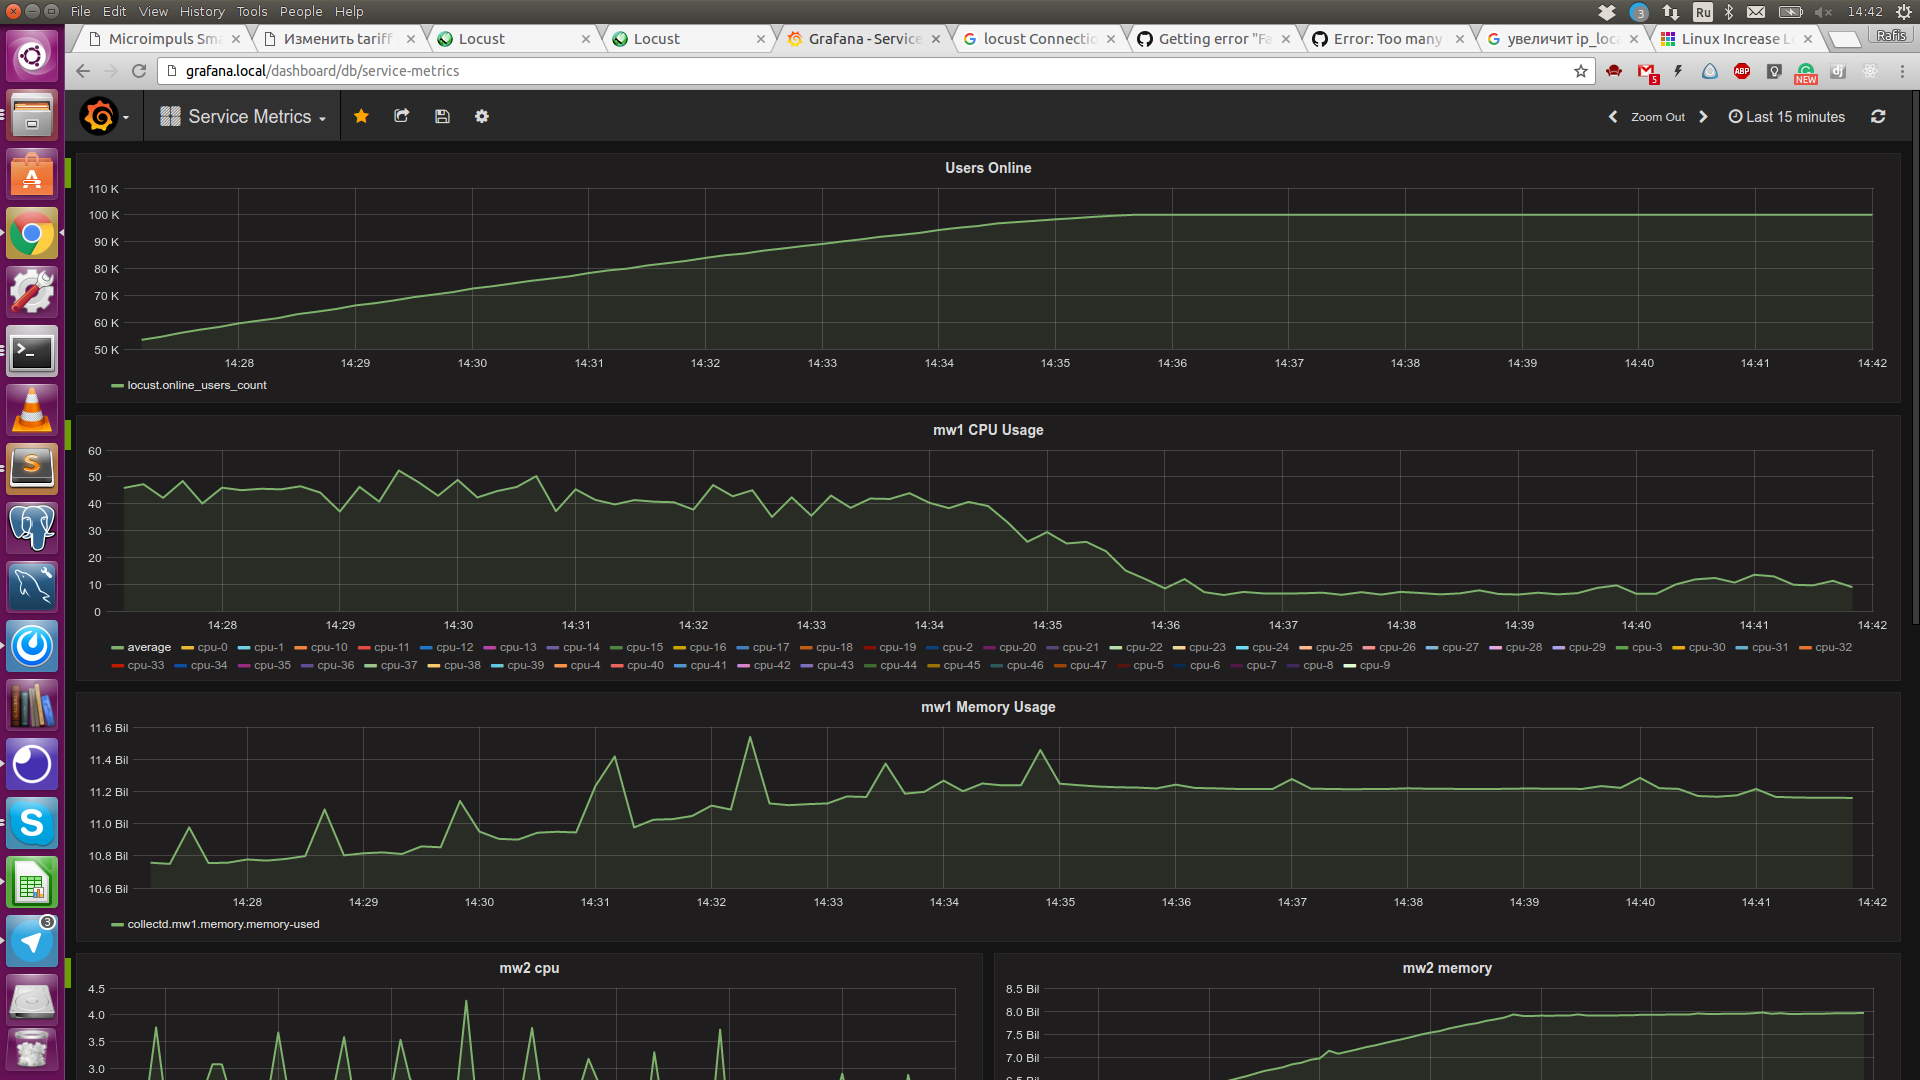 File Edit View History Tools People Help
3 Ru 14:42
Microimpuls Sma
Изменить tariff
Locust
Locust
Grafana - Service
locust Connectio
Getting error "Fa
Error: Too many
увеличит ip_loca
Linux Increase Lo
Rafis
grafana.local/dashboard/db/service-metrics
5 ABP NEW dj
Service Metrics
Zoom Out
Last 15 minutes
Users Online
110 K
100 K
90 K
80 K
70 K
60 K
50 K
14:28 14:29 14:30 14:31 14:32 14:33 14:34 14:35 14:36 14:37 14:38 14:39 14:40 14:41 14:42
locust.online_users_count
mw1 CPU Usage
60
50
40
30
20
10
0
14:28 14:29 14:30 14:31 14:32 14:33 14:34 14:35 14:36 14:37 14:38 14:39 14:40 14:41 14:42
average cpu-0 cpu-1 cpu-10 cpu-11 cpu-12 cpu-13 cpu-14 cpu-15 cpu-16 cpu-17 cpu-18 cpu-19 cpu-2 cpu-20 cpu-21 cpu-22 cpu-23 cpu-24 cpu-25 cpu-26 cpu-27 cpu-28 cpu-29 cpu-3 cpu-30 cpu-31 cpu-32
cpu-33 cpu-34 cpu-35 cpu-36 cpu-37 cpu-38 cpu-39 cpu-4 cpu-40 cpu-41 cpu-42 cpu-43 cpu-44 cpu-45 cpu-46 cpu-47 cpu-5 cpu-6 cpu-7 cpu-8 cpu-9
mw1 Memory Usage
11.6 Bil
11.4 Bil
11.2 Bil
11.0 Bil
10.8 Bil
10.6 Bil
14:28 14:29 14:30 14:31 14:32 14:33 14:34 14:35 14:36 14:37 14:38 14:39 14:40 14:41 14:42
collectd.mw1.memory.memory-used
3
mw2 cpu
4.5
4.0
3.5
3.0
mw2 memory
8.5 Bil
8.0 Bil
7.5 Bil
7.0 Bil
6.5 Bil